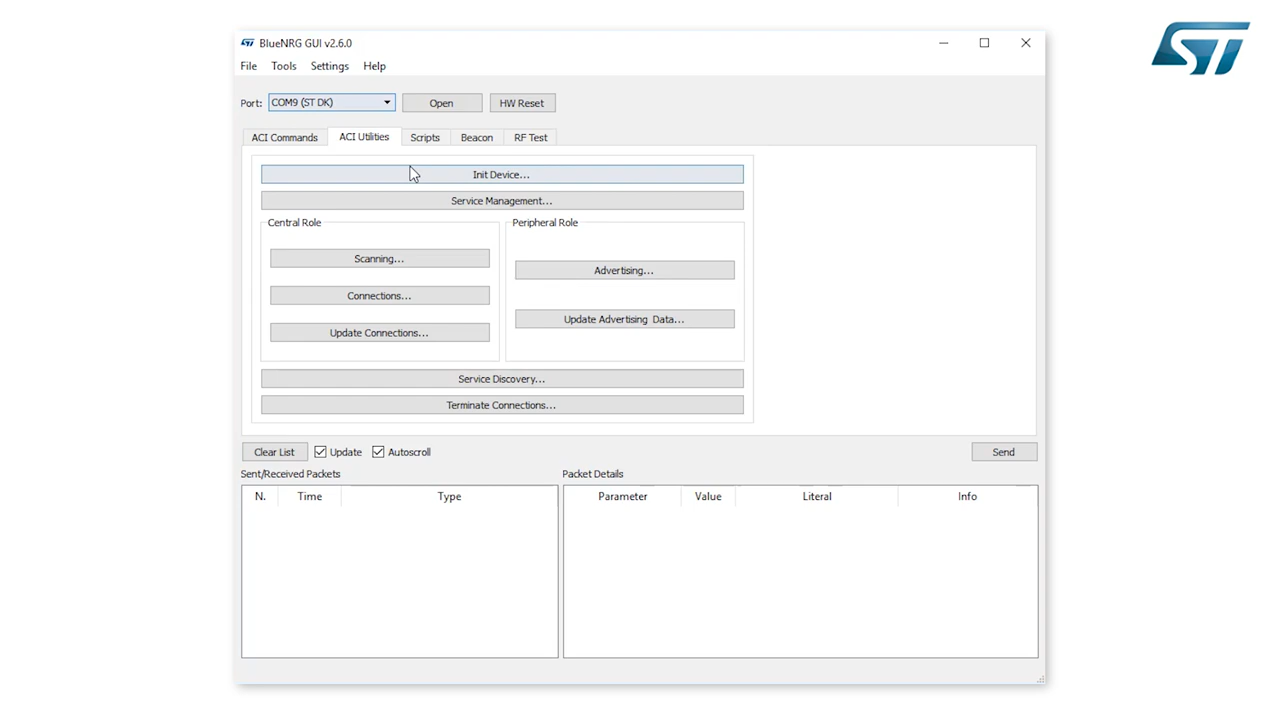 ST
BlueNRG GUI v2.6.0
File Tools Settings Help
Port: COM9 (ST DK) Open HW Reset
ACI Commands ACI Utilities Scripts Beacon RF Test
Init Device...
Service Management...
Central Role Peripheral Role
Scanning...
Advertising...
Connections...
Update Advertising Data...
Update Connections...
Service Discovery...
Terminate Connections...
Clear List Update Autoscroll Send
Sent/Received Packets Packet Details
N. Time Type Parameter Value Literal Info